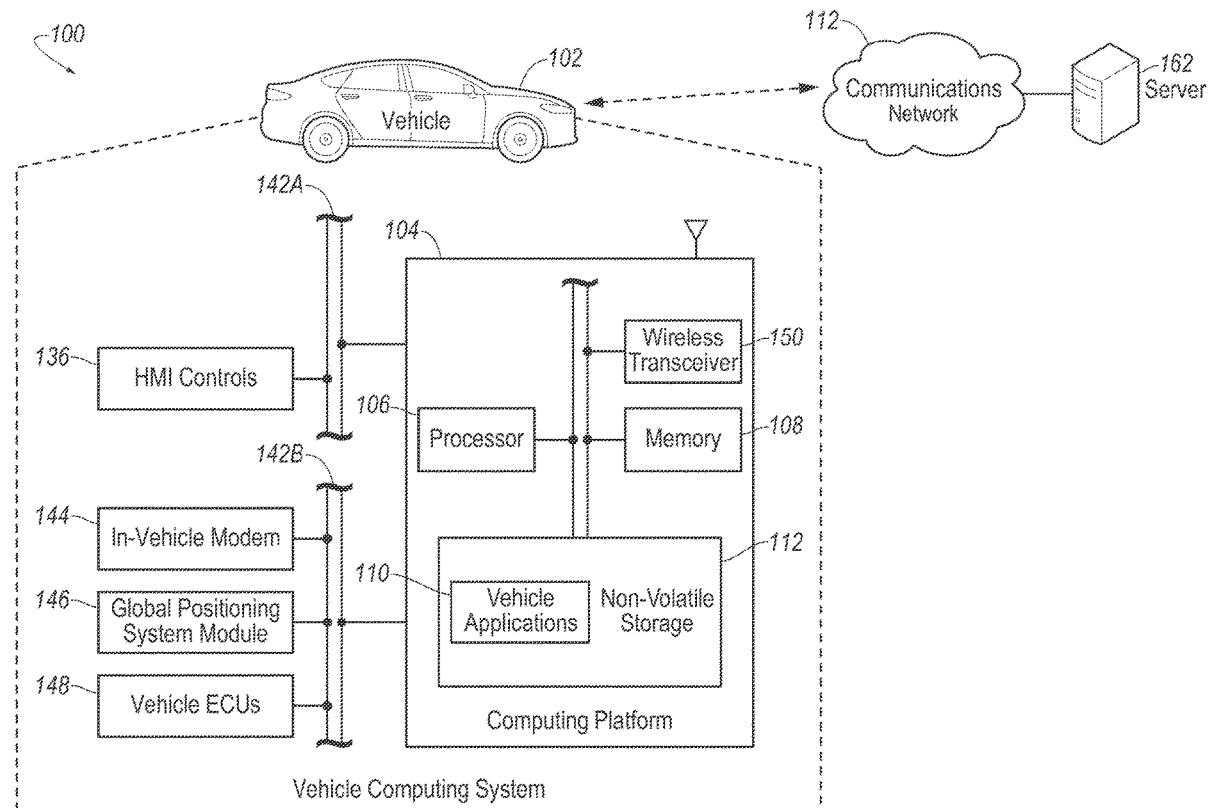 100
102
Vehicle
112
Communications
Network
162
Server
142A
104
136
HMI Controls
Wireless
Transceiver
150
106
Processor
Memory
108
142B
144
In-Vehicle Modem
112
110
Vehicle
Applications
Non-Volatile
Storage
146
Global Positioning
System Module
148
Vehicle ECUs
Computing Platform
Vehicle Computing System